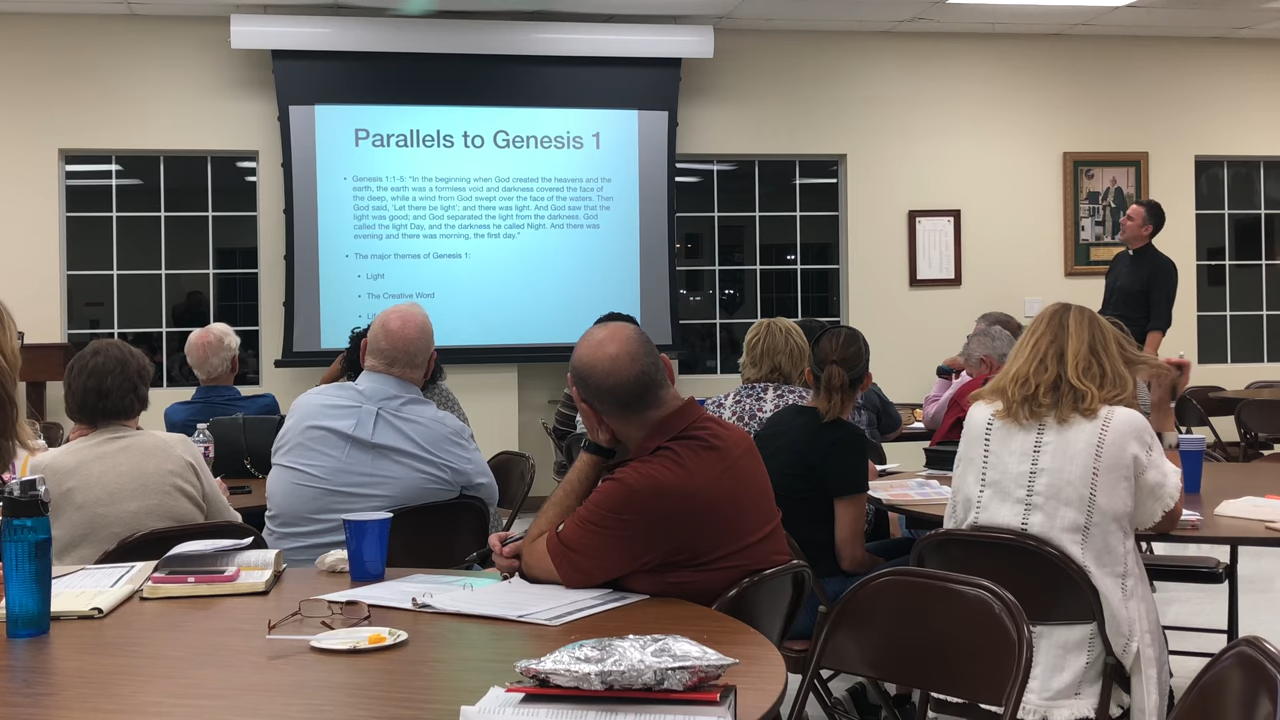 Parallels to Genesis 1
• Genesis 1:1-5: “In the beginning when God created the heavens and the
earth, the earth was a formless void and darkness covered the face of
the deep, while a wind from God swept over the face of the waters. Then
God said, ‘Let there be light’; and there was light. And God saw that the
light was good; and God separated the light from the darkness. God
called the light Day, and the darkness he called Night. And there was
evening and there was morning, the first day.”
• The major themes of Genesis 1:
• Light
• The Creative Word